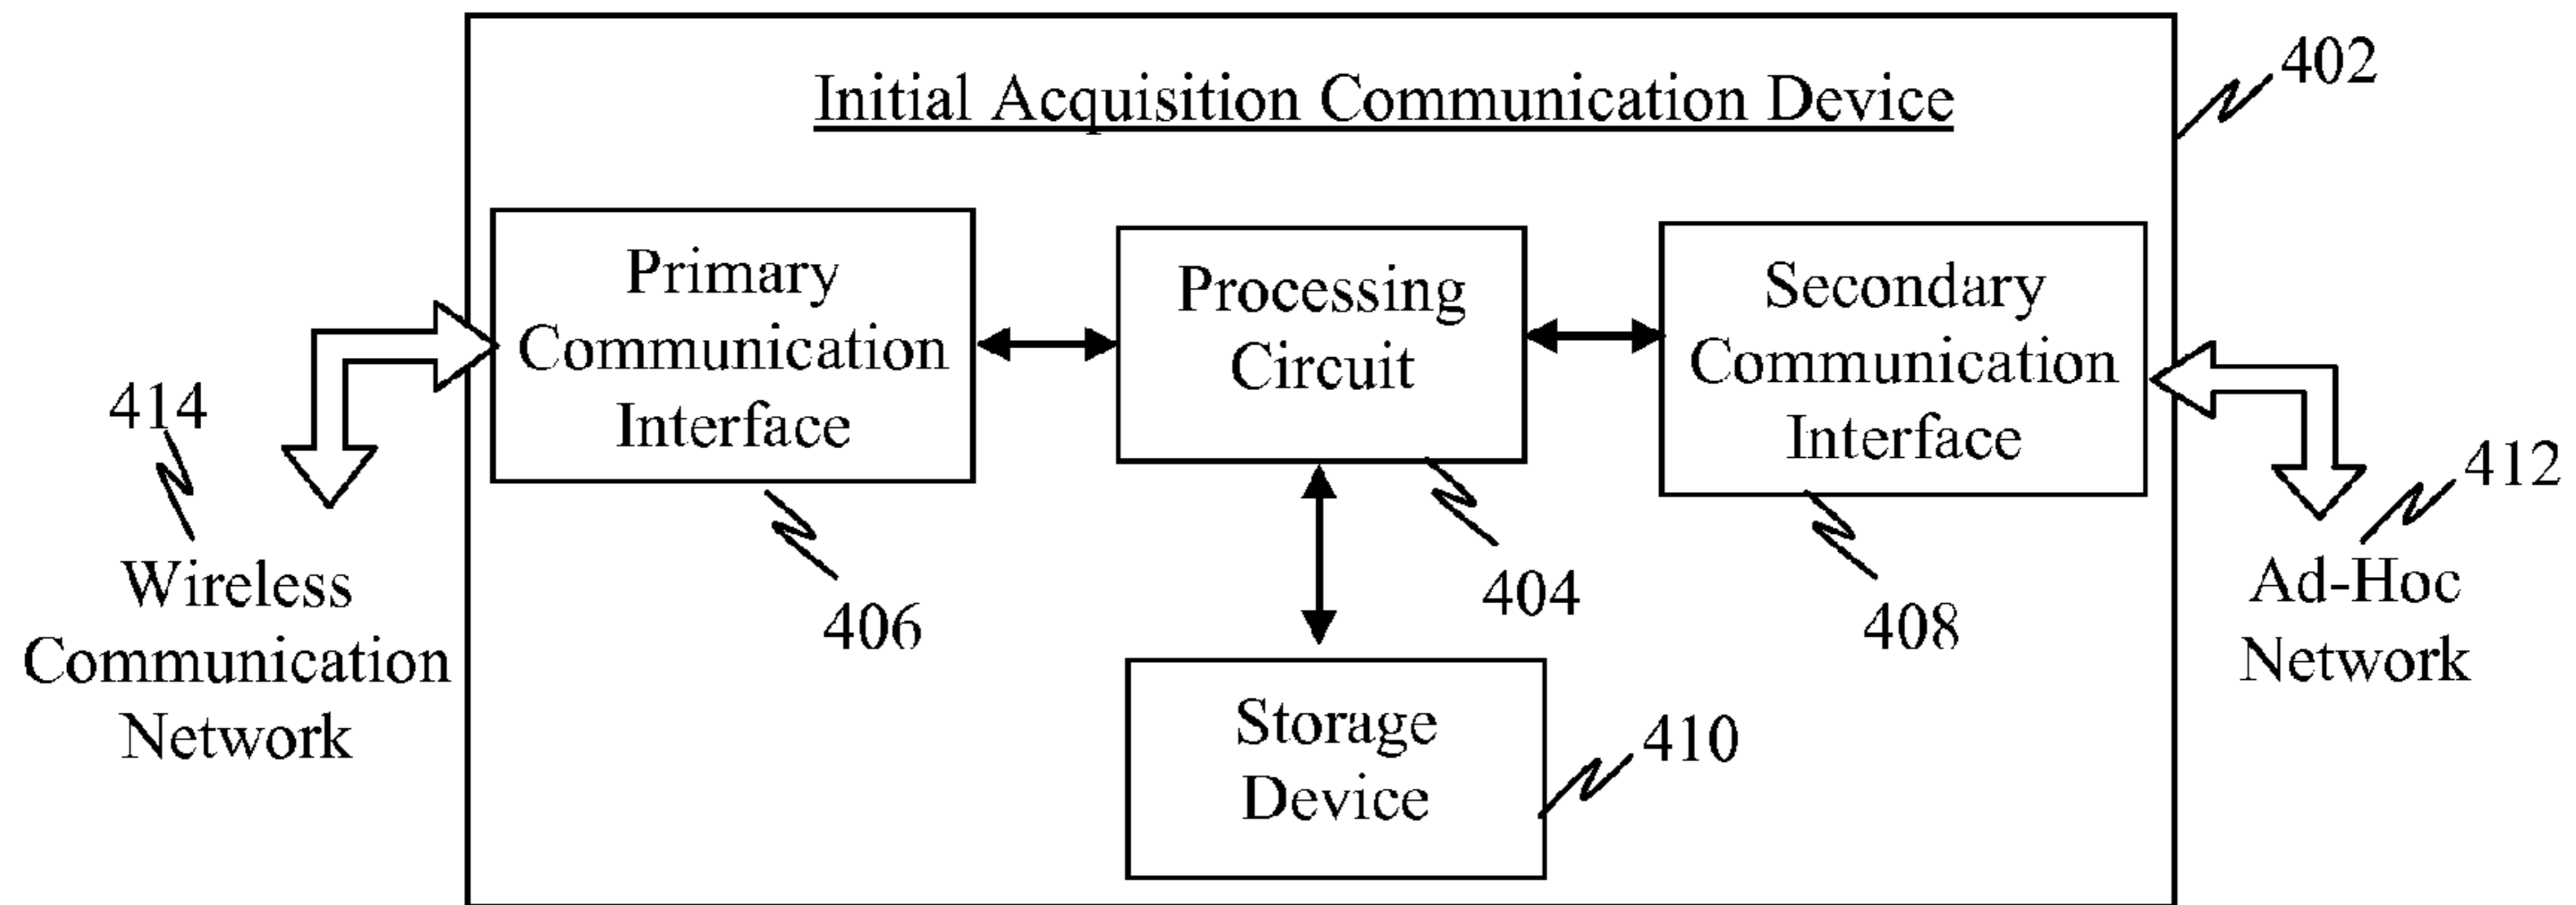 402
Initial Acquisition Communication Device
Primary
Communication
Interface
Processing
Circuit
Secondary
Communication
Interface
414
412
Wireless
Communication
Network
406
404
408
Ad-Hoc
Network
Storage
Device
410